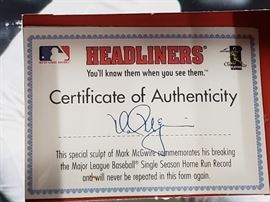 HEADLINERS®
You'll know them when you see them.™
Certificate of Authenticity
This special sculpt of Mark McGwire commemorates his breaking
the Major League Baseball® Single Season Home Run Record
and will never be repeated in this form again.